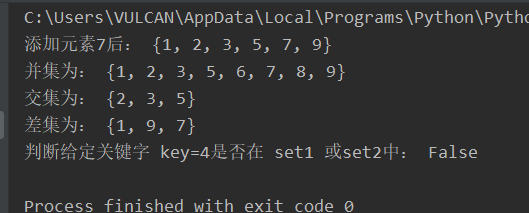 C:\Users\VULCAN\AppData\Local\Programs\Python\Pytho
添加元素7后: {1, 2, 3, 5, 7, 9}
并集为: {1, 2, 3, 5, 6, 7, 8, 9}
交集为: {2, 3, 5}
差集为: {1, 9, 7}
判断给定关键字 key=4是否在 set1 或set2中: False
Process finished with exit code 0